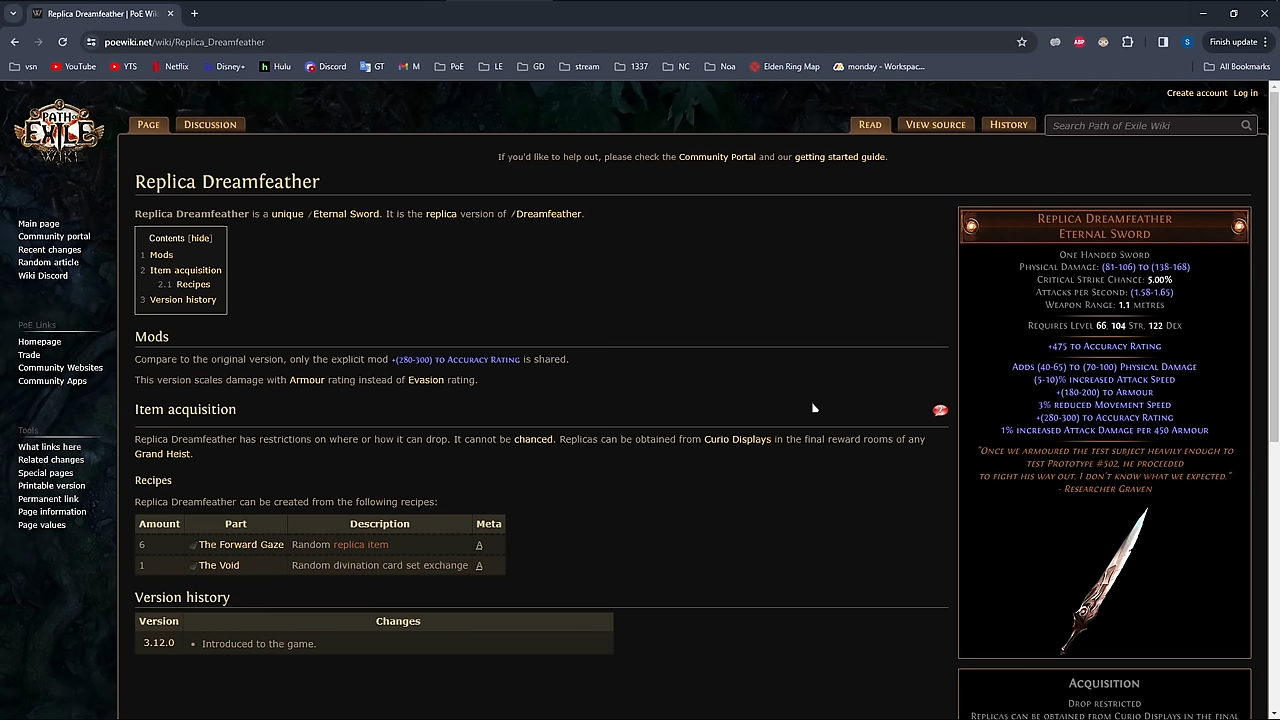 Replica Dreamfeather | PoE Wiki
poewiki.net/wiki/Replica_Dreamfeather
Finish update
vsn YouTube YTS Netflix Disney+ Hulu Discord GT M PoE LE GD stream 1337 NC Noa Elden Ring Map monday - Workspac... All Bookmarks
Create account Log in
PATH OF EXILE WIKI
PAGE DISCUSSION READ VIEW SOURCE HISTORY Search Path of Exile Wiki
If you'd like to help out, please check the Community Portal and our getting started guide.
Replica Dreamfeather
Replica Dreamfeather is a unique Eternal Sword. It is the replica version of Dreamfeather.
Contents [hide]
1 Mods
2 Item acquisition
2.1 Recipes
3 Version history
Main page
Community portal
Recent changes
Random article
Wiki Discord
PoE Links
Homepage
Trade
Community Websites
Community Apps
Tools
What links here
Related changes
Special pages
Printable version
Permanent link
Page information
Page values
Mods
Compare to the original version, only the explicit mod +(280-300) TO ACCURACY RATING is shared.
This version scales damage with Armour rating instead of Evasion rating.
Item acquisition
Replica Dreamfeather has restrictions on where or how it can drop. It cannot be chanced. Replicas can be obtained from Curio Displays in the final reward rooms of any
Grand Heist.
Recipes
Replica Dreamfeather can be created from the following recipes:
Amount Part Description Meta
6 The Forward Gaze Random replica item
1 The Void Random divination card set exchange
Version history
Version Changes
3.12.0 • Introduced to the game.
REPLICA DREAMFEATHER
ETERNAL SWORD
ONE HANDED SWORD
PHYSICAL DAMAGE: (81-106) TO (138-168)
CRITICAL STRIKE CHANCE: 5.00%
ATTACKS PER SECOND: (1.58-1.65)
WEAPON RANGE: 1.1 METRES
REQUIRES LEVEL 66, 104 STR, 122 DEX
+475 TO ACCURACY RATING
ADDS (40-65) TO (70-100) PHYSICAL DAMAGE
(5-10)% INCREASED ATTACK SPEED
+(180-200) TO ARMOUR
3% REDUCED MOVEMENT SPEED
+(280-300) TO ACCURACY RATING
1% INCREASED ATTACK DAMAGE PER 450 ARMOUR
"ONCE WE ARMOURED THE TEST SUBJECT HEAVILY ENOUGH TO
TEST PROTOTYPE #502, HE PROCEEDED
TO FIGHT HIS WAY OUT. I DON'T KNOW WHAT WE EXPECTED."
- RESEARCHER GRAVEN
ACQUISITION
DROP RESTRICTED
REPLICAS CAN BE OBTAINED FROM CURIO DISPLAYS IN THE FINAL